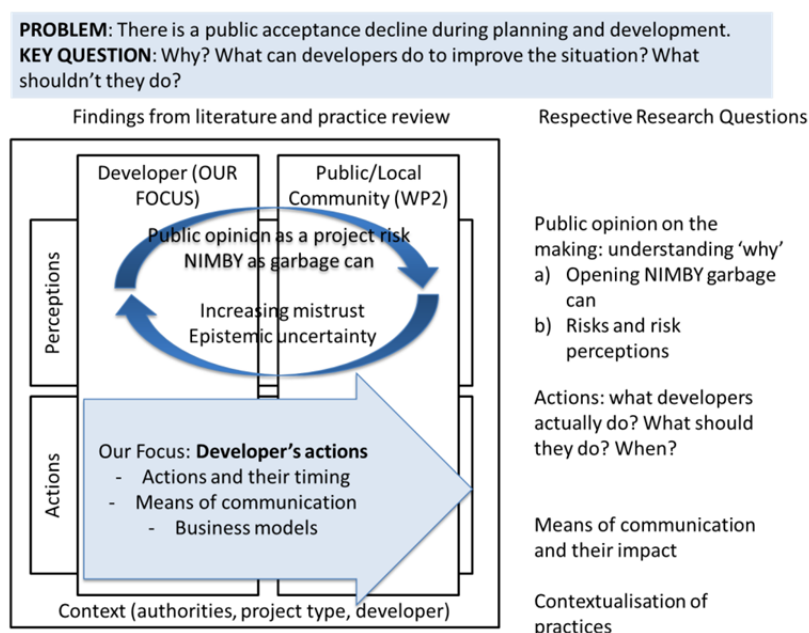 PROBLEM: There is a public acceptance decline during planning and development.
KEY QUESTION: Why? What can developers do to improve the situation? What
shouldn't they do?
Findings from literature and practice review
Respective Research Questions
Developer (OUR
FOCUS)
Public/Local
Community (WP2)
Perceptions
Public opinion as a project risk
NIMBY as garbage can
Increasing mistrust
Epistemic uncertainty
Actions
Our Focus: Developer's actions
- Actions and their timing
- Means of communication
- Business models
Context (authorities, project type, developer)
Public opinion on the
making: understanding 'why'
a) Opening NIMBY garbage
can
b) Risks and risk
perceptions
Actions: what developers
actually do? What should
they do? When?
Means of communication
and their impact
Contextualisation of
practices